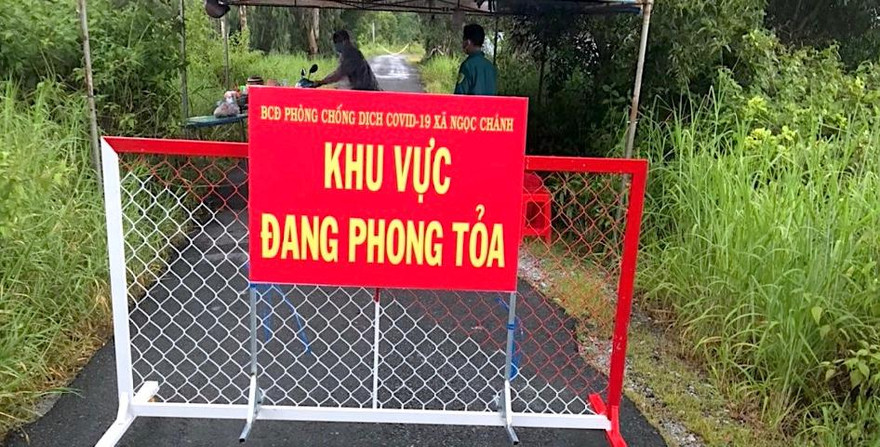 BCĐ PHÒNG CHỐNG DỊCH COVID-19 XÃ NGỌC CHÁNH
KHU VỰC
ĐANG PHONG TỎA